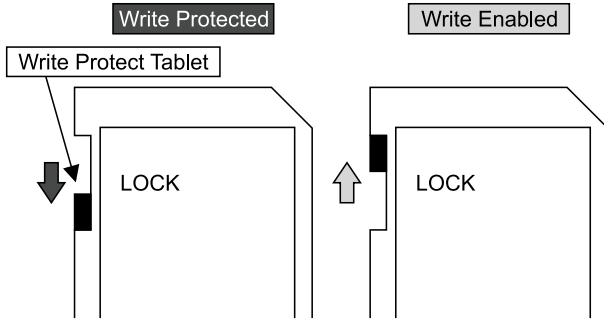 Write Protected
Write Enabled
Write Protect Tablet
LOCK
LOCK